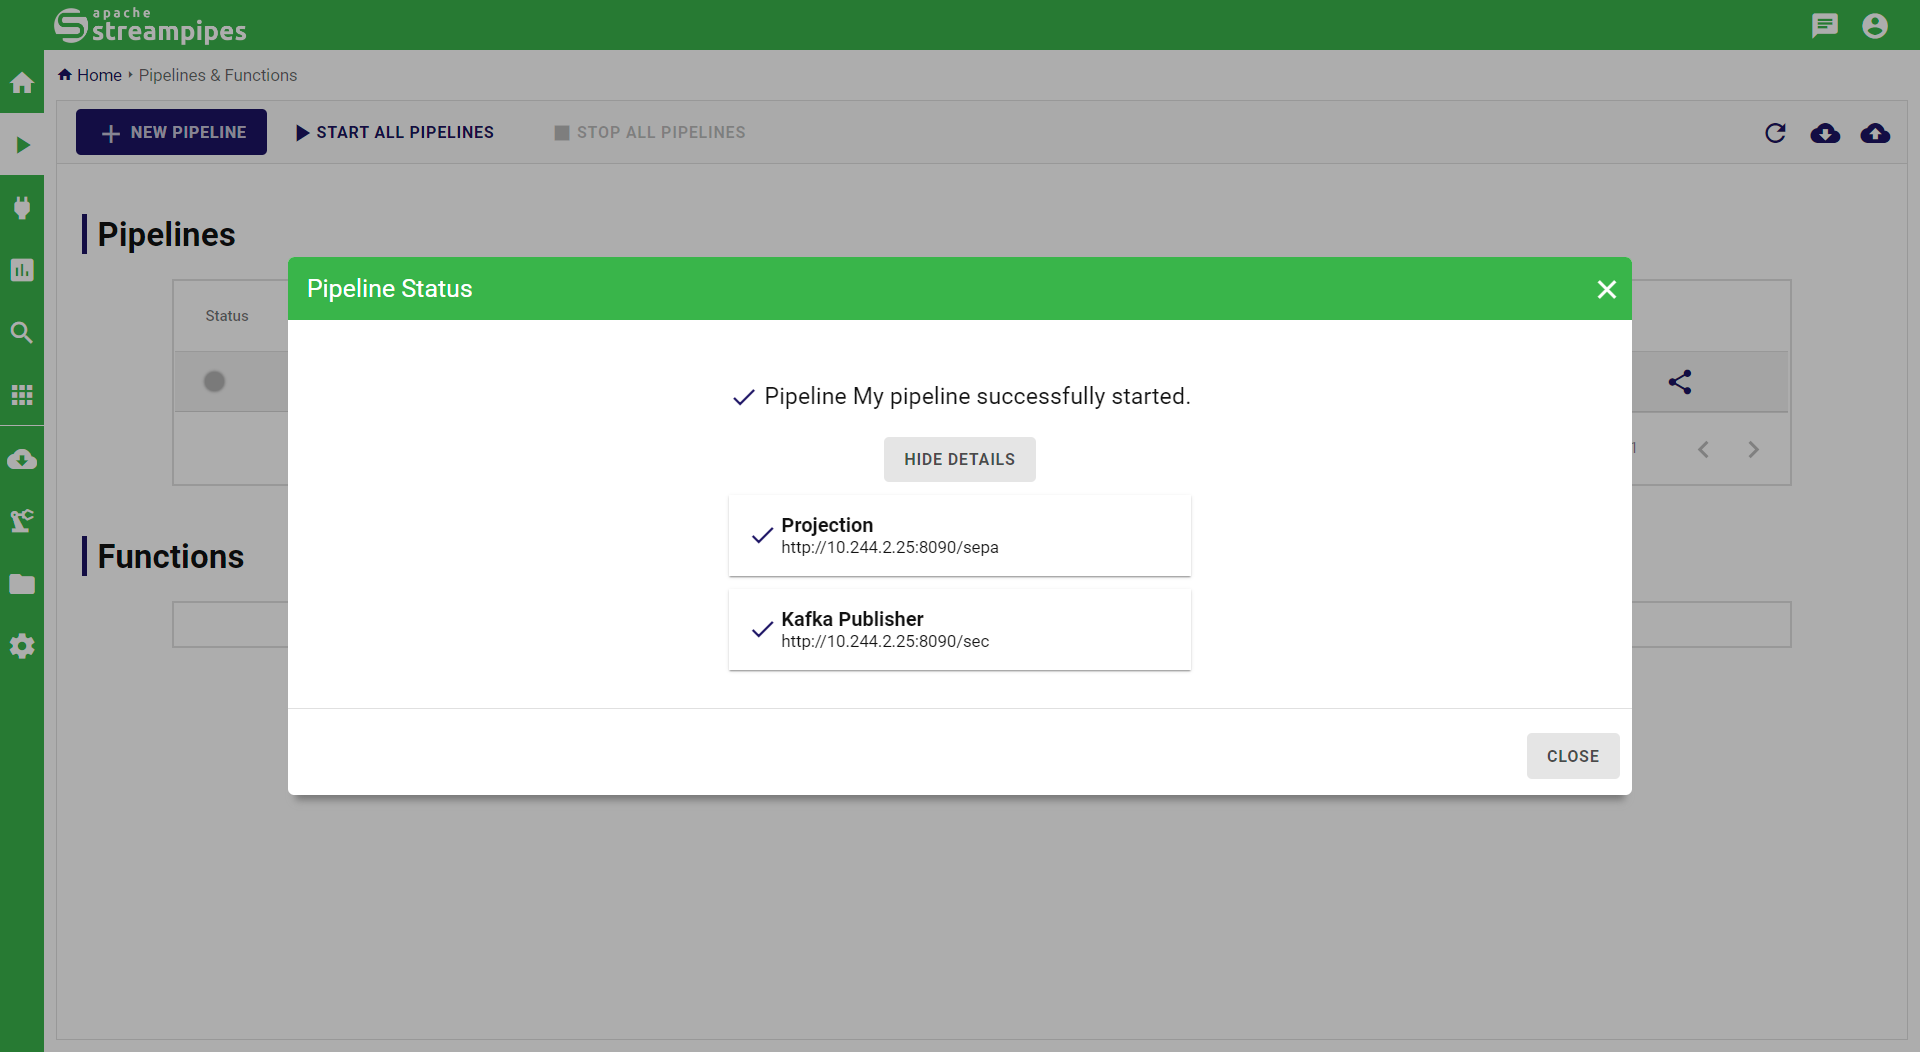 apache
streampipes
Home
Pipelines & Functions
NEW PIPELINE
START ALL PIPELINES
STOP ALL PIPELINES
Pipelines
Pipeline Status
Status
Pipeline My pipeline successfully started.
HIDE DETAILS
1
Projection
http://10.244.2.25:8090/sepa
Functions
Kafka Publisher
http://10.244.2.25:8090/sec
CLOSE